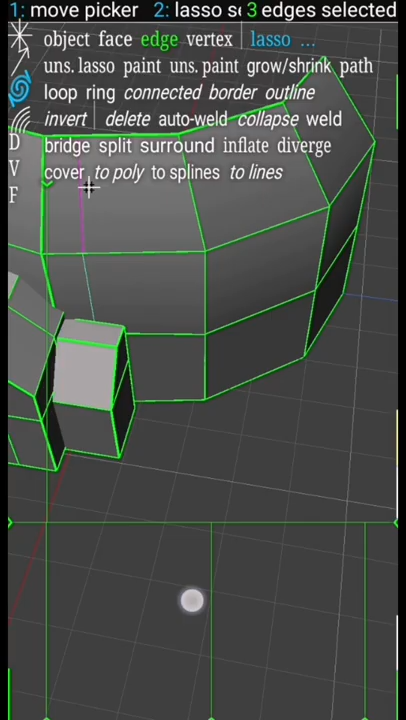 1: move picker 2: lasso s 3 edges selected
object face edge vertex lasso ...
uns. lasso paint uns. paint grow/shrink path
loop ring connected border outline
invert delete auto-weld collapse weld
D bridge split surround inflate diverge
V cover to poly to splines to lines
F